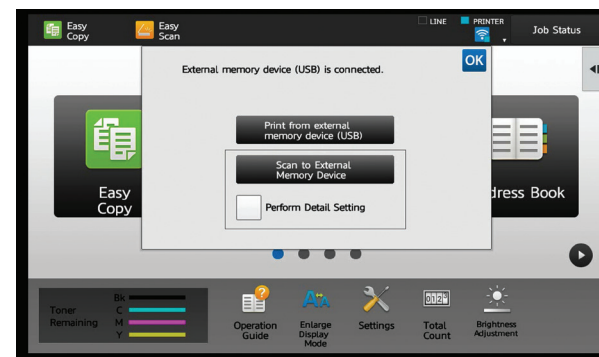 Easy
Copy
Easy
Scan
LINE
PRINTER
Job Status
External memory device (USB) is connected.
OK
Print from external
memory device (USB)
Scan to External
Memory Device
Perform Detail Setting
Easy
Copy
dress Book
Toner
Remaining
Bk
C
M
Y
Operation
Guide
Enlarge
Display
Mode
Settings
Total
Count
Brightness
Adjustment